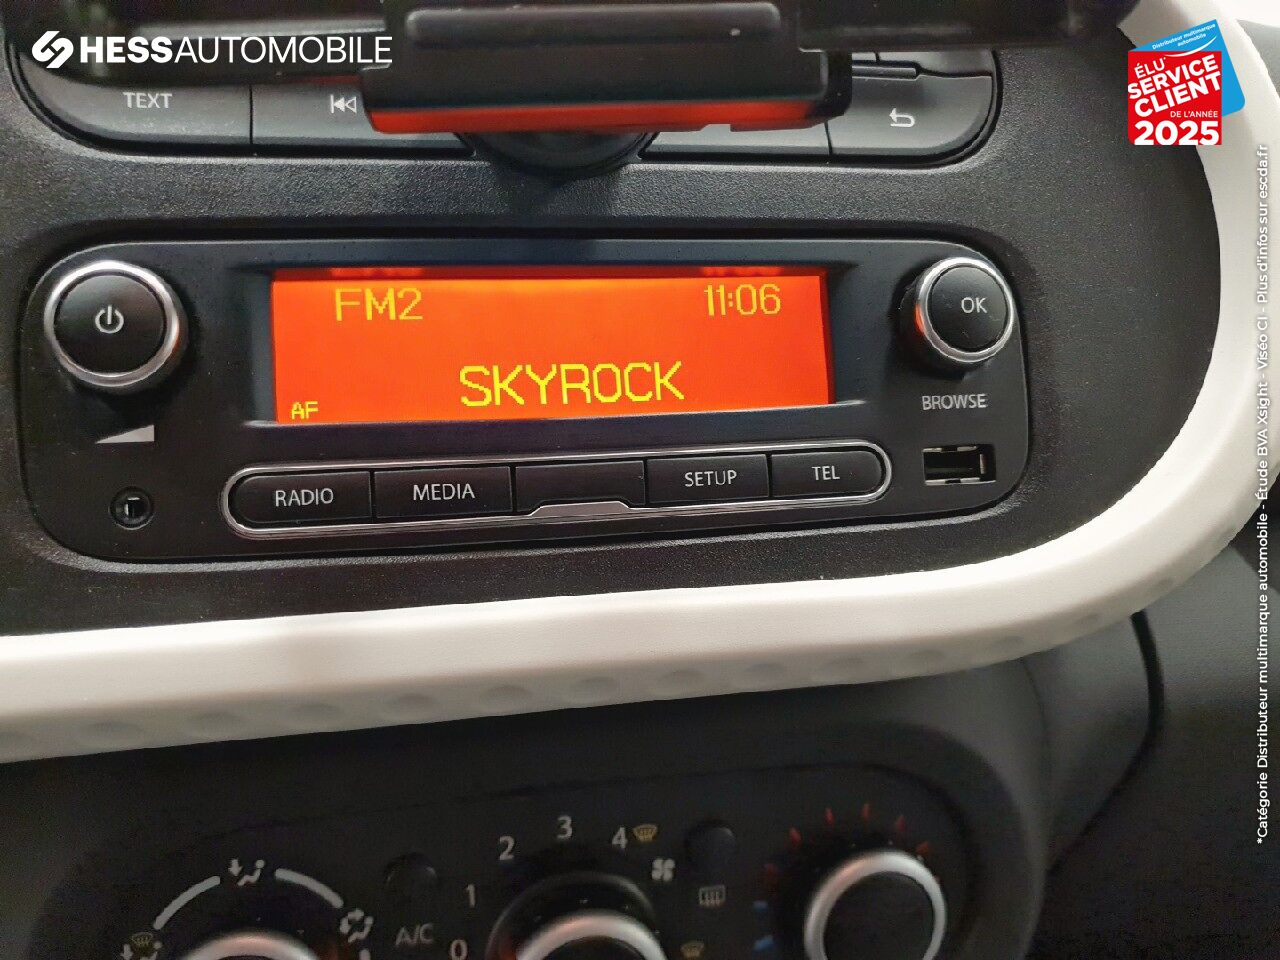 HESSAUTOMOBILE
Distributeur multimarque
automobile
ÉLU
SERVICE
CLIENT
DE L'ANNÉE
2025
*Catégorie Distributeur multimarque automobile - Étude BVA Xsight - Viséo CI - Plus d'infos sur escda.fr
TEXT
FM2
11:06
SKYROCK
AF
OK
BROWSE
RADIO
MEDIA
SETUP
TEL
A/C
0
1
2
3
4